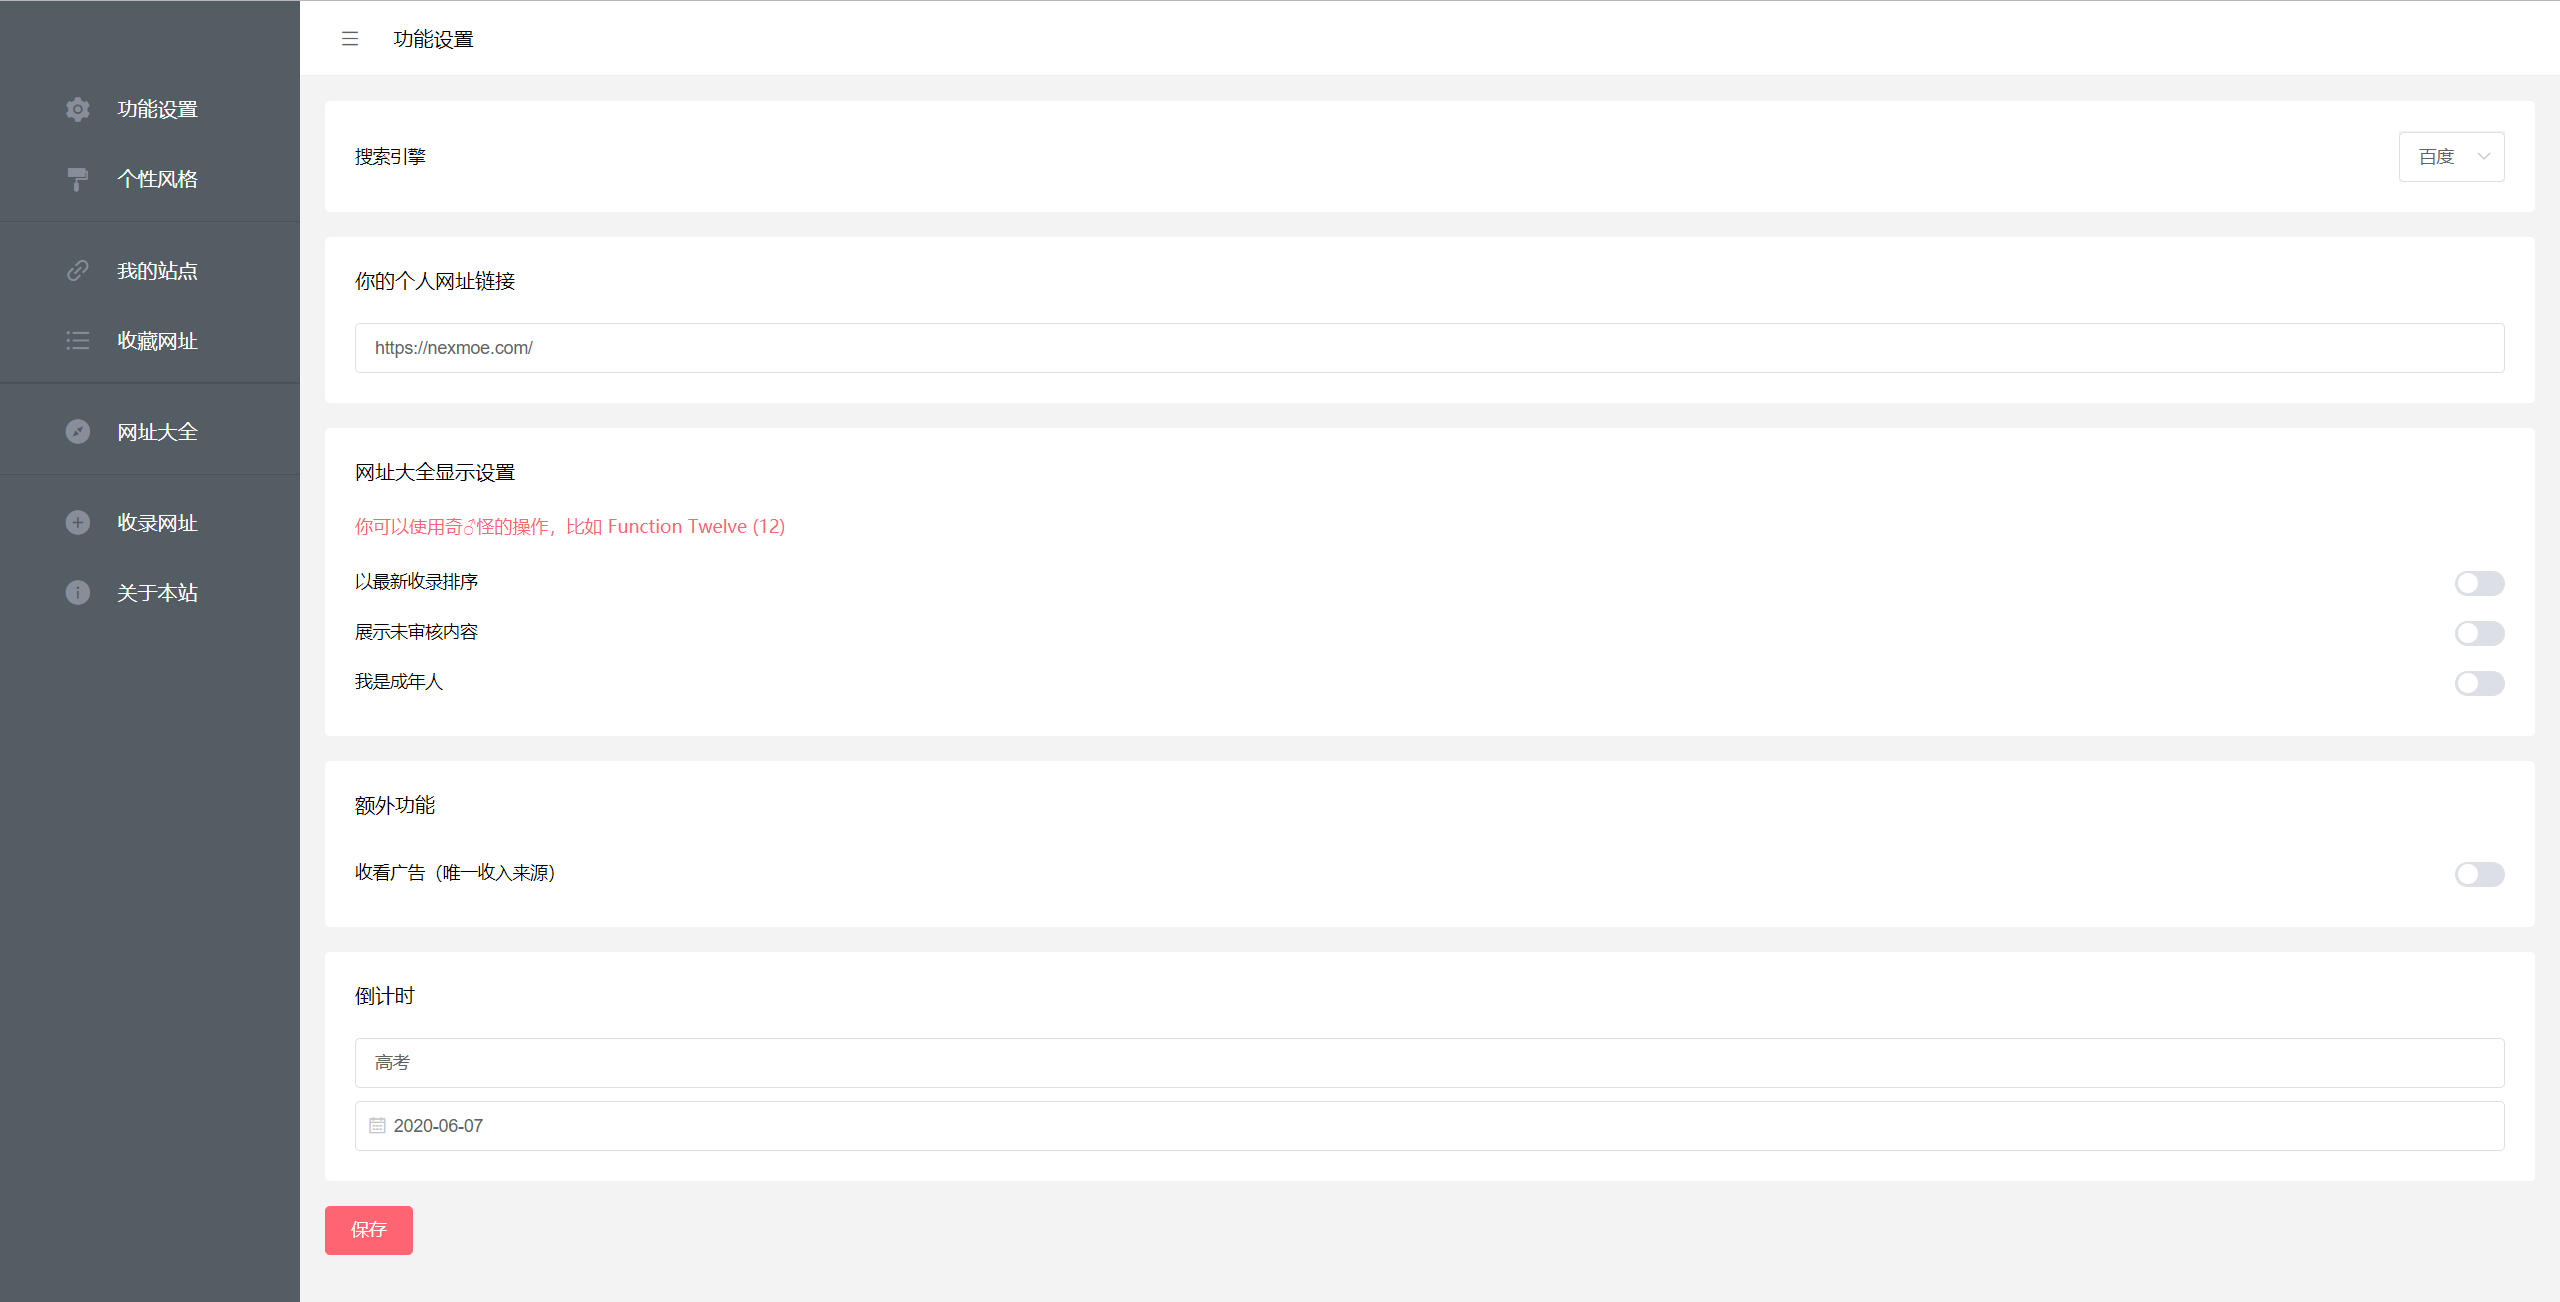 功能设置
个性风格
我的站点
收藏网址
网址大全
收录网址
关于本站
功能设置
搜索引擎
百度
你的个人网址链接
https://nexmoe.com/
网址大全显示设置
你可以使用奇♂怪的操作，比如 Function Twelve (12)
以最新收录排序
展示未审核内容
我是成年人
额外功能
收看广告（唯一收入来源）
倒计时
高考
2020-06-07
保存